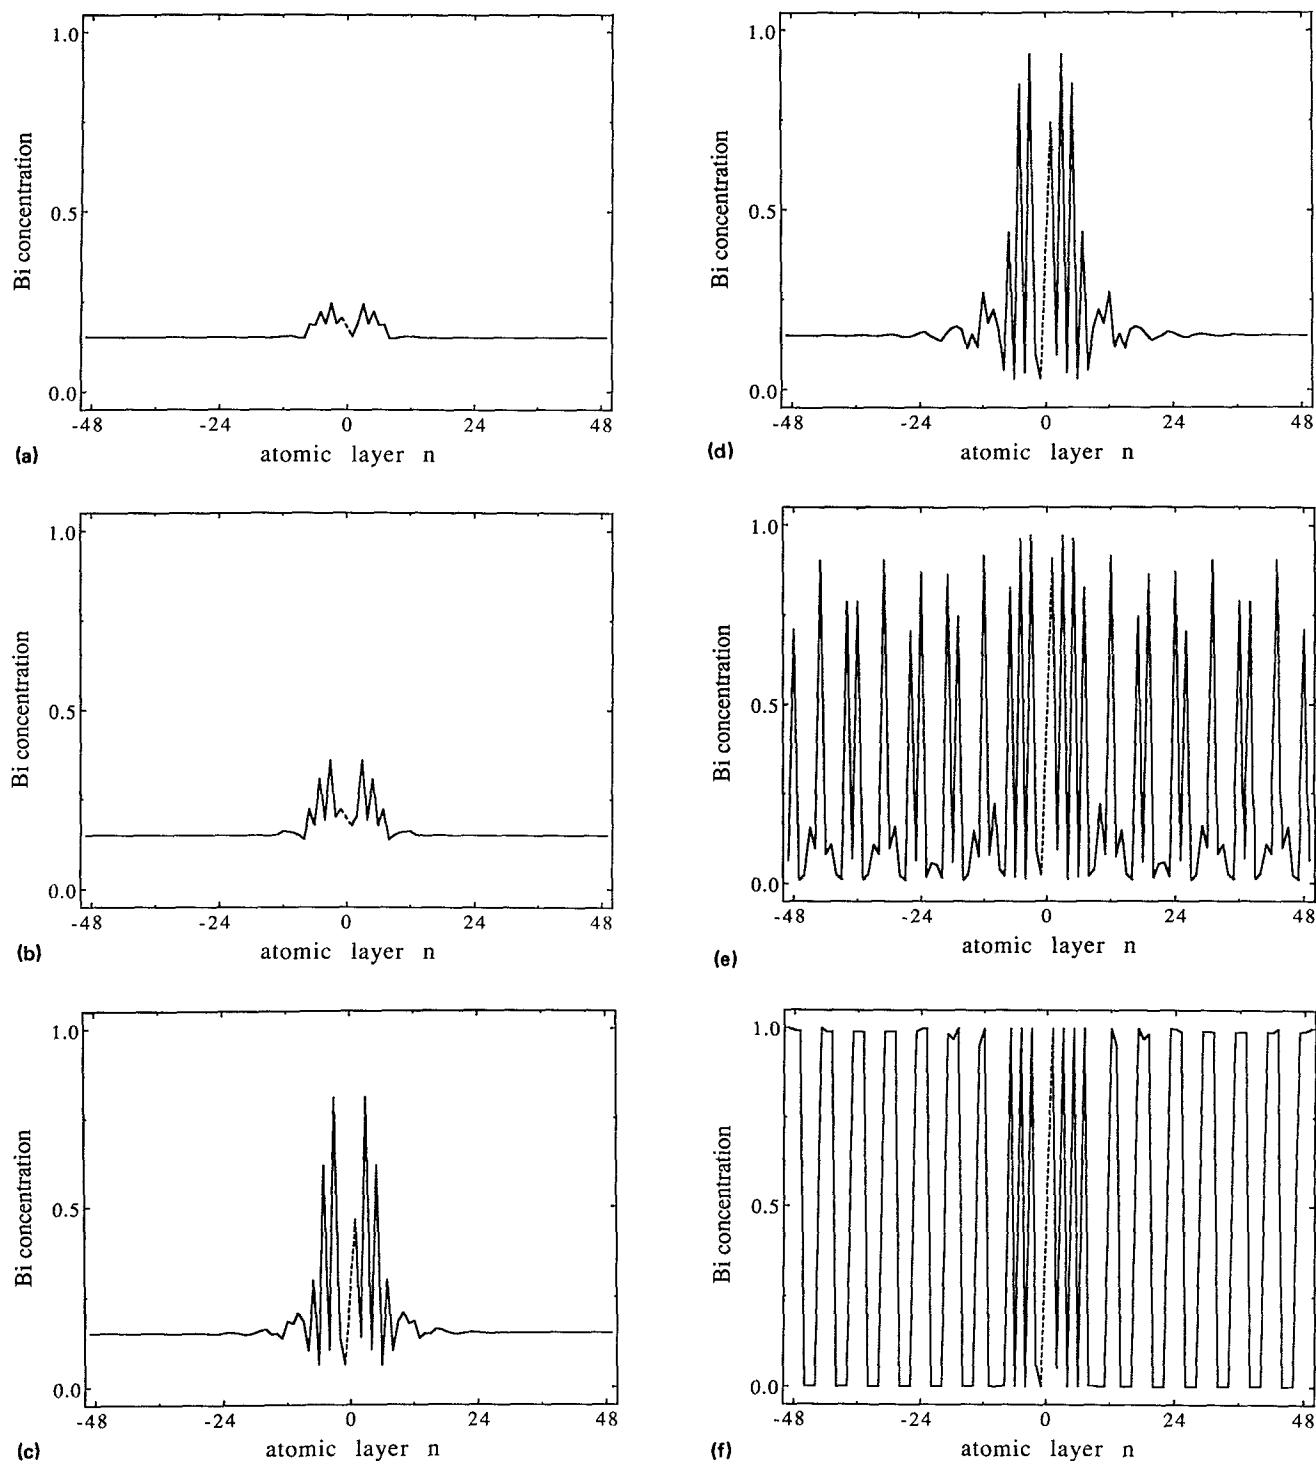 1.0
0.5
0.0
Bi concentration
-48 -24 0 24 48
(a) atomic layer n
1.0
0.5
0.0
Bi concentration
-48 -24 0 24 48
(b) atomic layer n
1.0
0.5
0.0
Bi concentration
-48 -24 0 24 48
(c) atomic layer n
1.0
0.5
0.0
Bi concentration
-48 -24 0 24 48
(d) atomic layer n
1.0
0.5
0.0
Bi concentration
-48 -24 0 24 48
(e) atomic layer n
1.0
0.5
0.0
Bi concentration
-48 -24 0 24 48
(f) atomic layer n